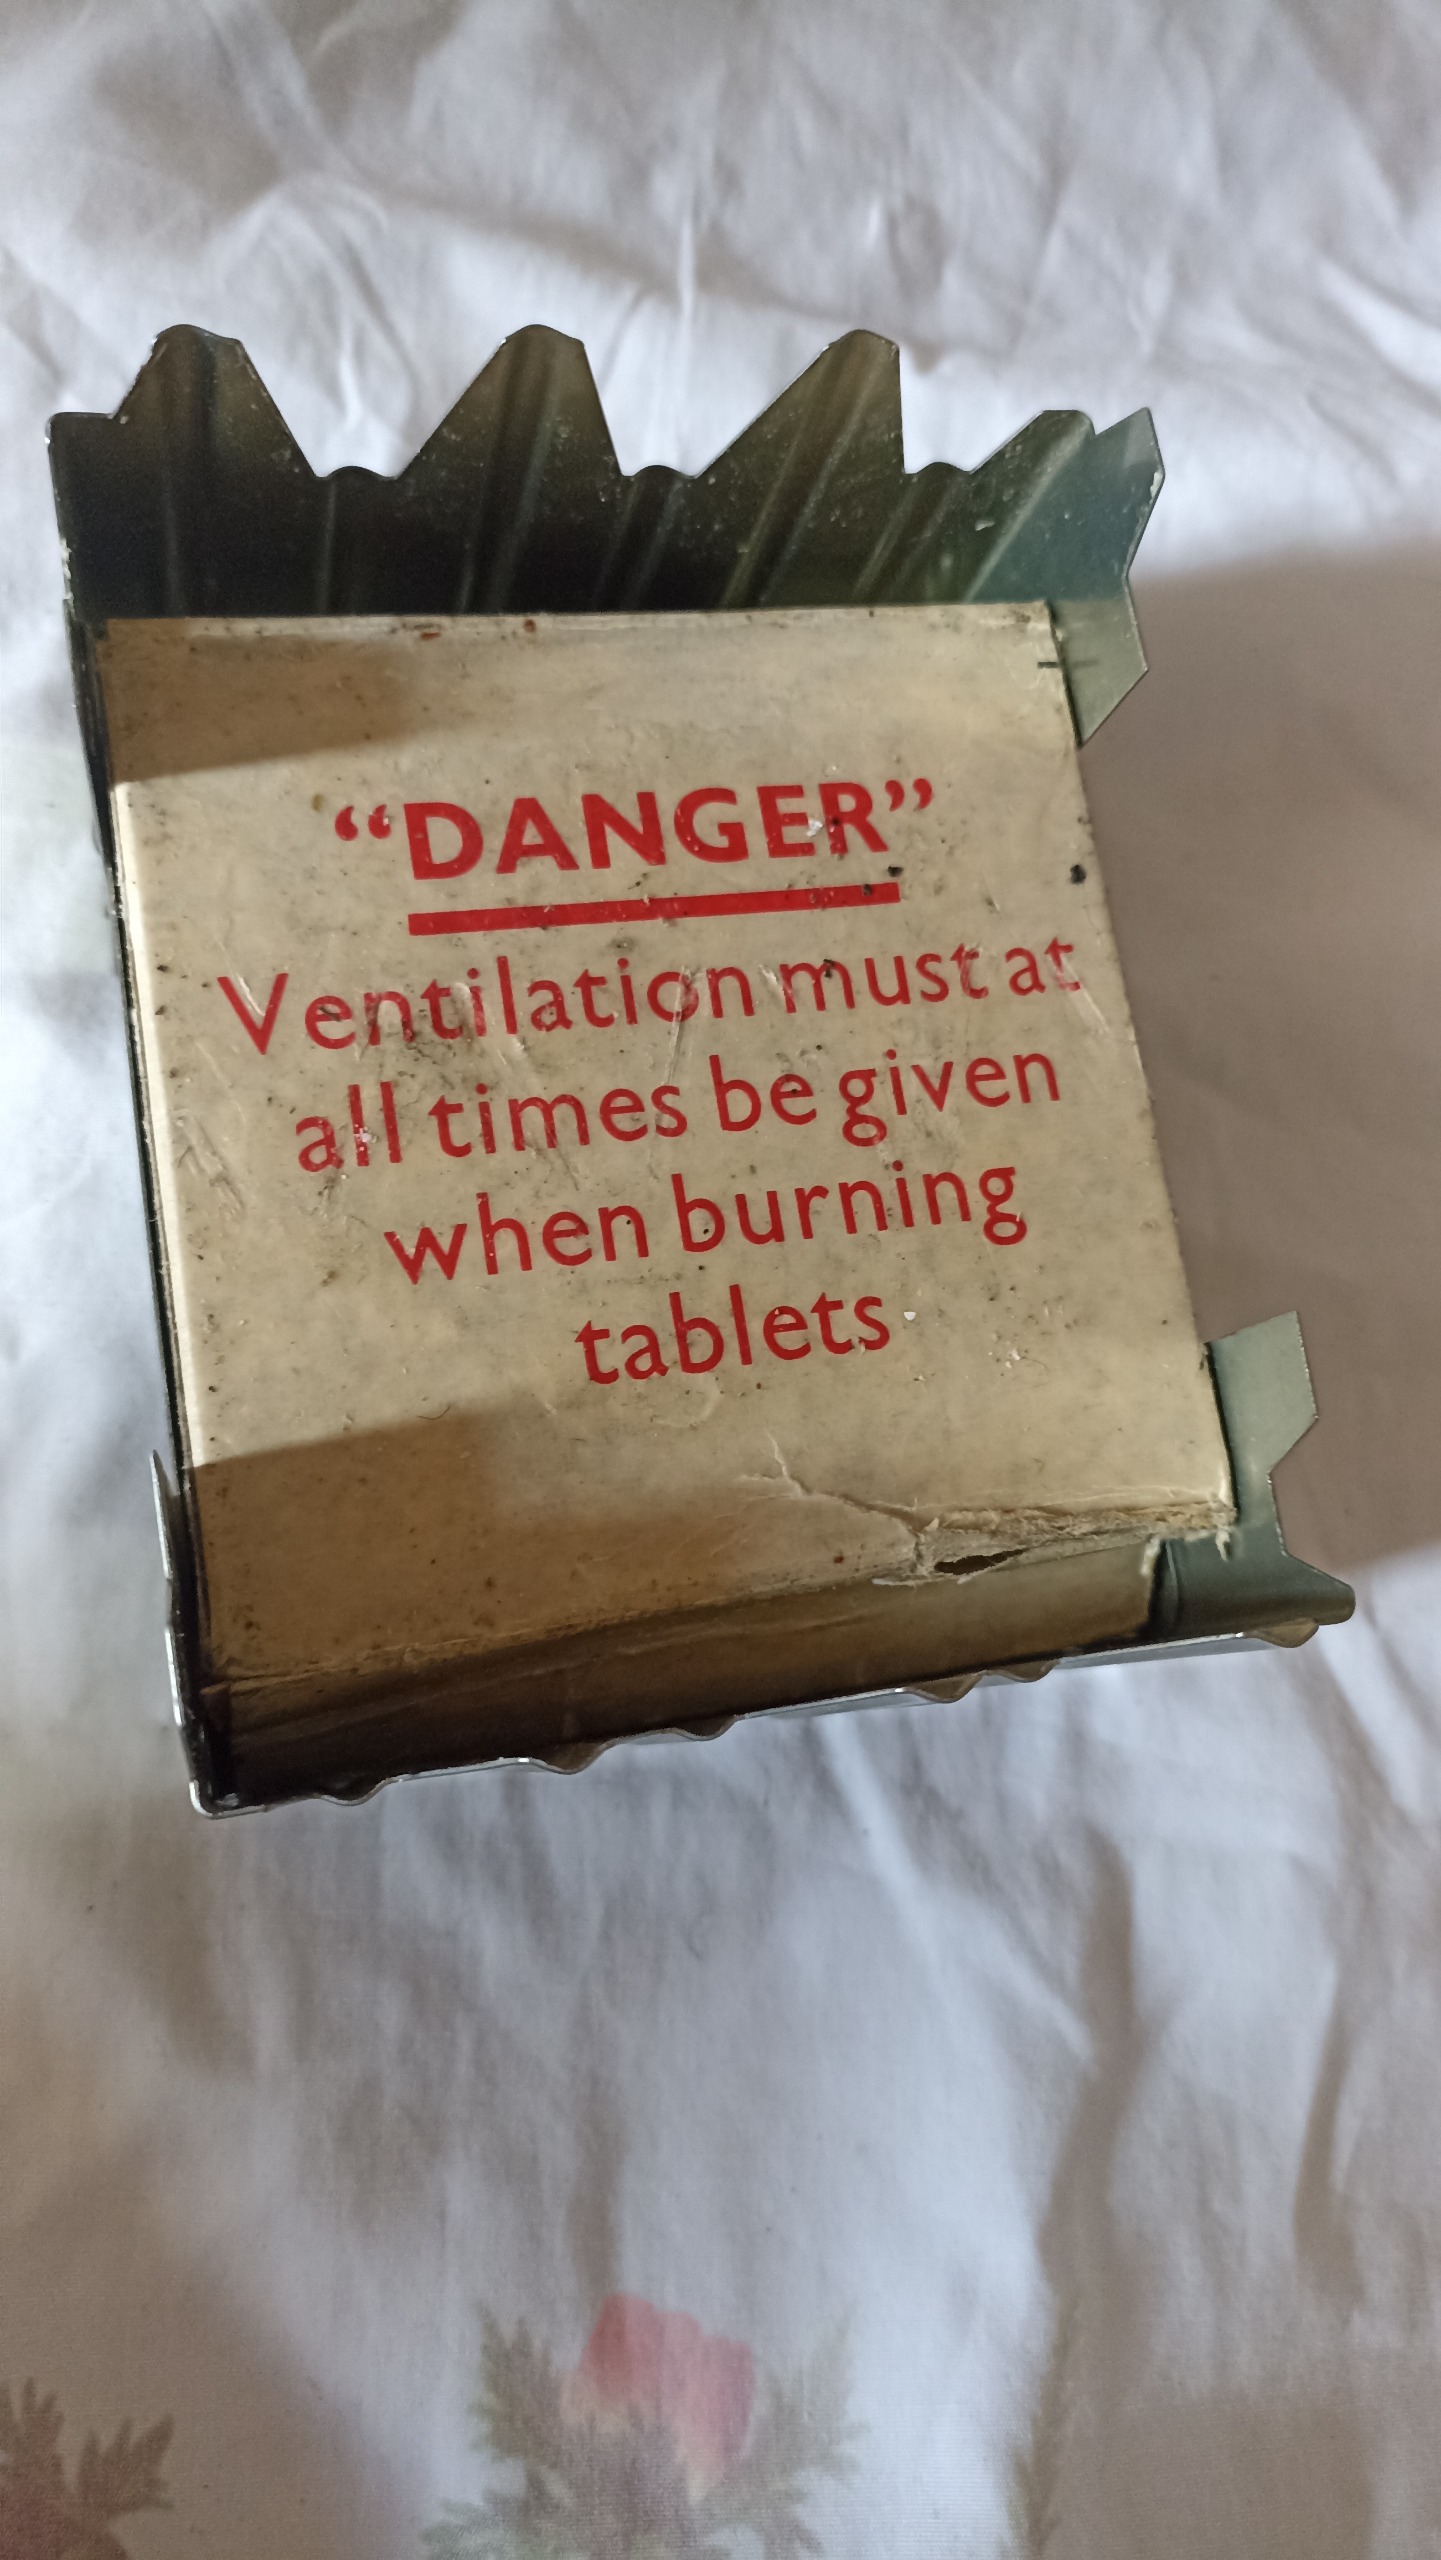 “DANGER”
Ventilation must at
all times be given
when burning
tablets